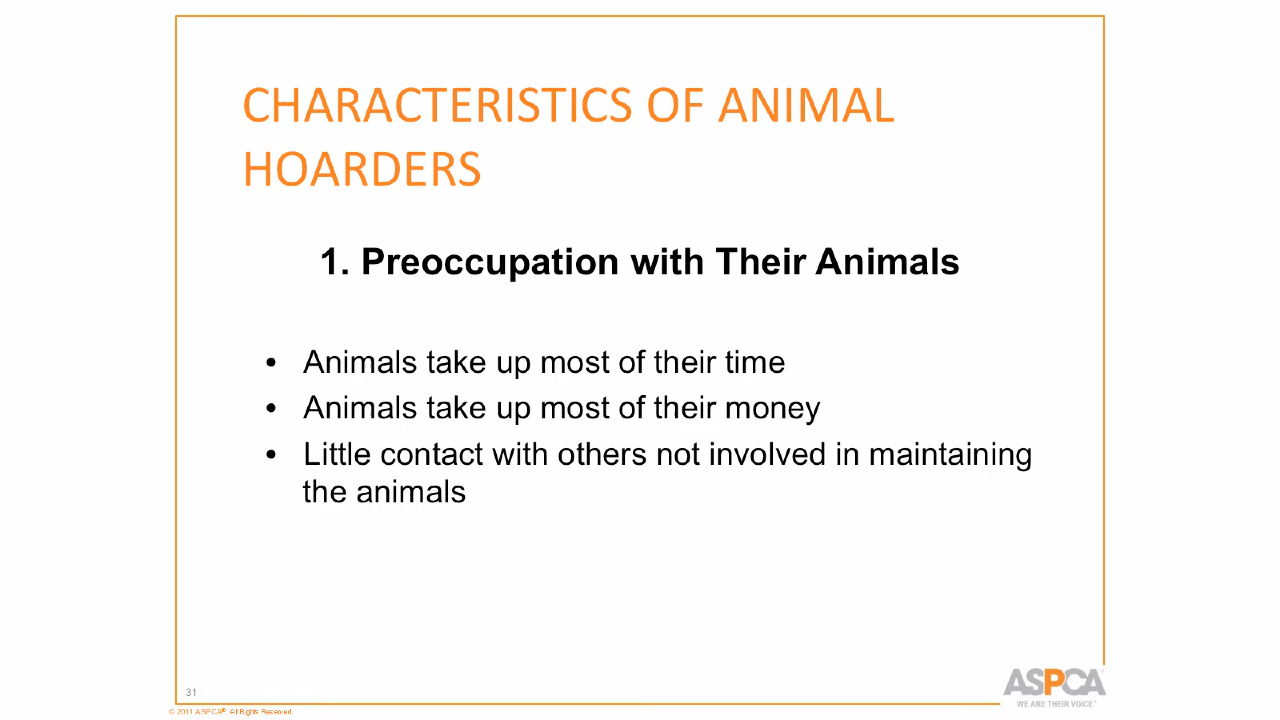 CHARACTERISTICS OF ANIMAL
HOARDERS
1. Preoccupation with Their Animals
• Animals take up most of their time
• Animals take up most of their money
• Little contact with others not involved in maintaining
the animals
31
© 2011 ASPCA® All Rights Reserved.
ASPCA
WE ARE THEIR VOICE™